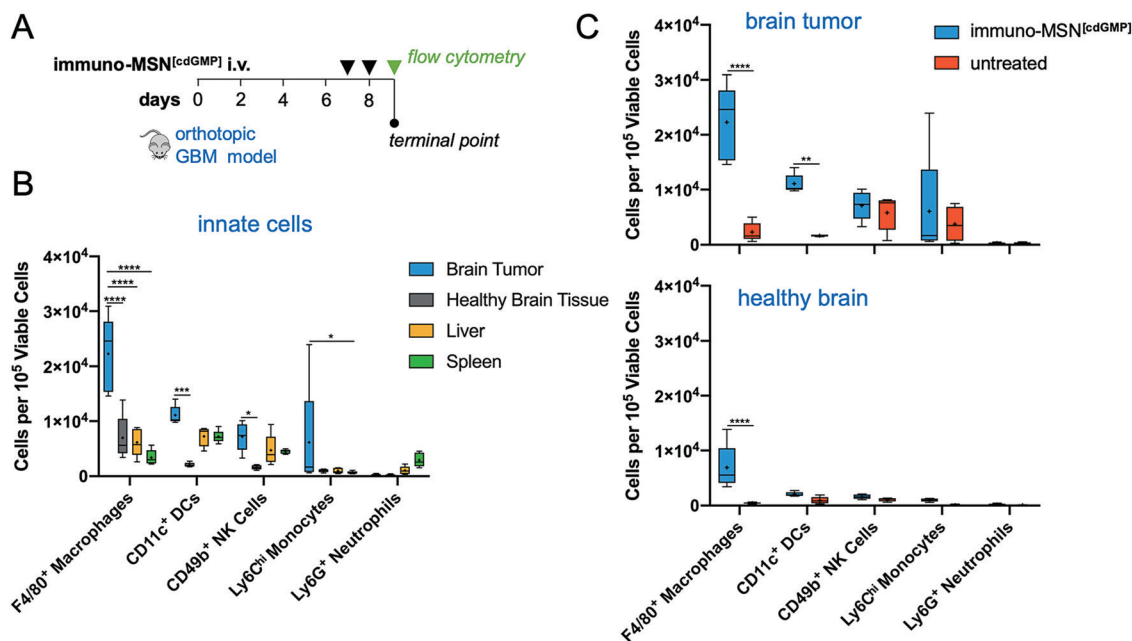 A
immuno-MSN[cdGMP] i.v.
flow cytometry
days 0 2 4 6 8
orthotopic
GBM model
terminal point
B
innate cells
Cells per 10⁵ Viable Cells
4×10⁴
3×10⁴
2×10⁴
1×10⁴
0
****
****
****
***
*
*
Brain Tumor
Healthy Brain Tissue
Liver
Spleen
F4/80⁺ Macrophages
CD11c⁺ DCs
CD49b⁺ NK Cells
Ly6Cʰⁱ Monocytes
Ly6G⁺ Neutrophils
C
brain tumor
immuno-MSN[cdGMP]
untreated
Cells per 10⁵ Viable Cells
4×10⁴
3×10⁴
2×10⁴
1×10⁴
0
****
**
healthy brain
Cells per 10⁵ Viable Cells
4×10⁴
3×10⁴
2×10⁴
1×10⁴
0
****
F4/80⁺ Macrophages
CD11c⁺ DCs
CD49b⁺ NK Cells
Ly6Cʰⁱ Monocytes
Ly6G⁺ Neutrophils